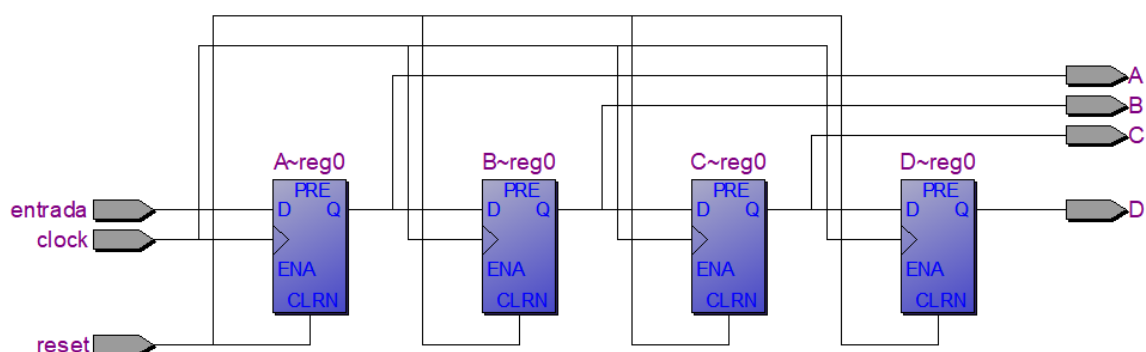 A
B
C
A~reg0 B~reg0 C~reg0 D~reg0
PRE PRE PRE PRE
entrada D Q D Q D Q D Q D
clock
ENA ENA ENA ENA
CLRN CLRN CLRN CLRN
reset